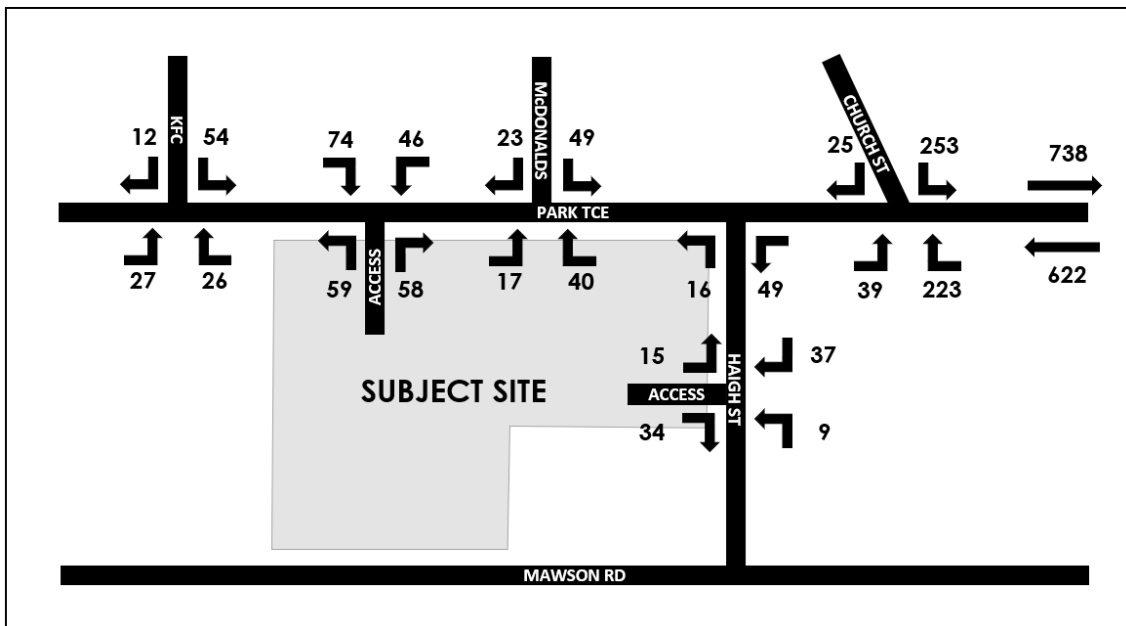 12 54 74 46 23 49 25 253 738
KFC
McDONALDS
CHURCH ST
PARK TCE
27 26 59 58 17 40 16 49 39 223 622
ACCESS
15 37
HAIGH ST
SUBJECT SITE
ACCESS
34 9
MAWSON RD